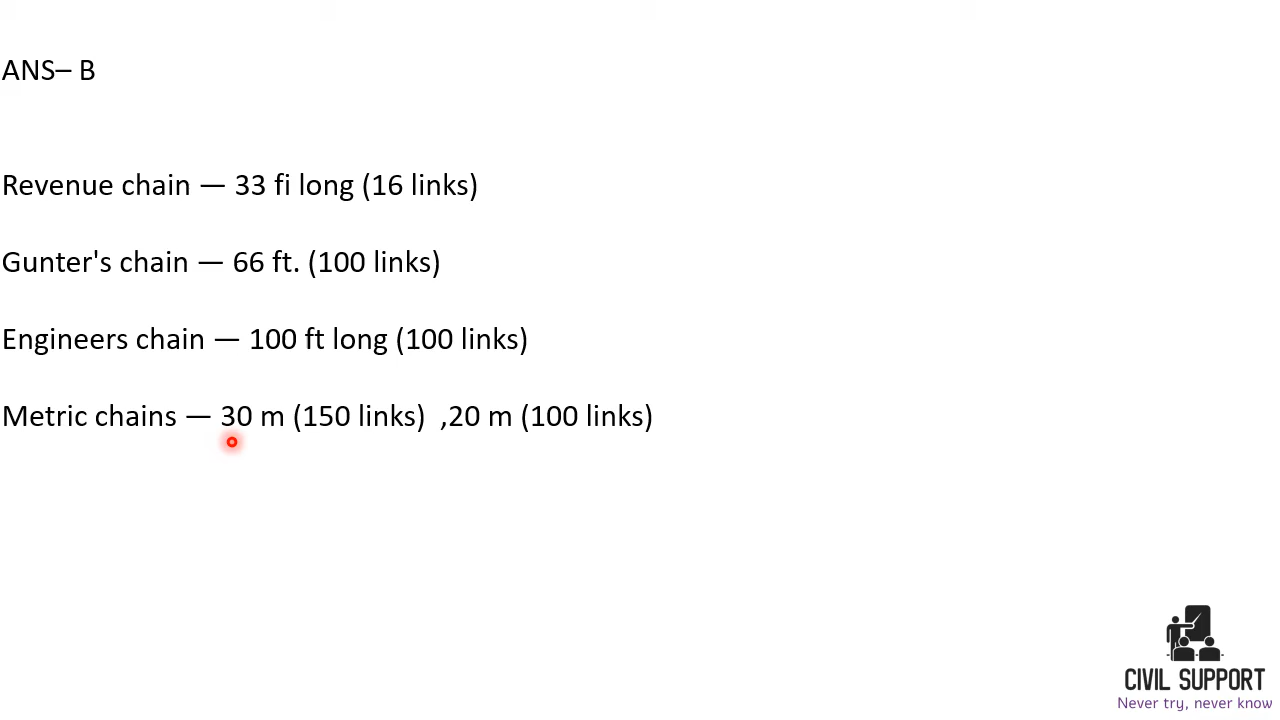 ANS– B
Revenue chain — 33 fi long (16 links)
Gunter's chain — 66 ft. (100 links)
Engineers chain — 100 ft long (100 links)
Metric chains — 30 m (150 links) ,20 m (100 links)
CIVIL SUPPORT
Never try, never know